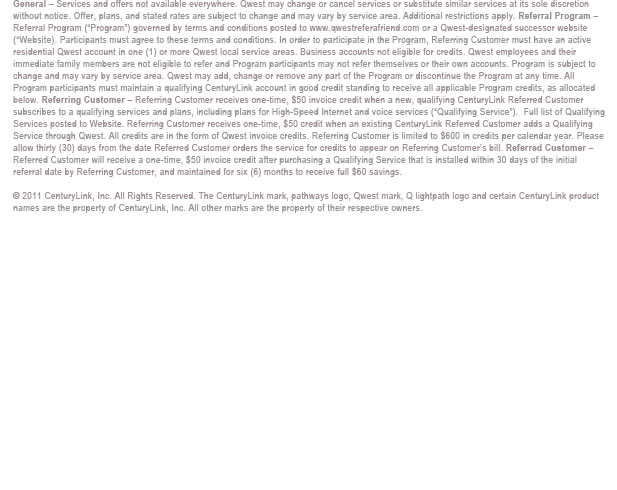 General – Services and offers not available everywhere. Qwest may change or cancel services or substitute similar services at its sole discretion
without notice. Offer, plans, and stated rates are subject to change and may vary by service area. Additional restrictions apply. Referral Program –
Referral Program ("Program") governed by terms and conditions posted to www.qwestreferafriend.com or a Qwest-designated successor website
("Website). Participants must agree to these terms and conditions. In order to participate in the Program, Referring Customer must have an active
residential Qwest account in one (1) or more Qwest local service areas. Business accounts not eligible for credits. Qwest employees and their
immediate family members are not eligible to refer and Program participants may not refer themselves or their own accounts. Program is subject to
change and may vary by service area. Qwest may add, change or remove any part of the Program or discontinue the Program at any time. All
Program participants must maintain a qualifying CenturyLink account in good credit standing to receive all applicable Program credits, as allocated
below. Referring Customer – Referring Customer receives one-time, $50 invoice credit when a new, qualifying CenturyLink Referred Customer
subscribes to a qualifying services and plans, including plans for High-Speed Internet and voice services ("Qualifying Service"). Full list of Qualifying
Services posted to Website. Referring Customer receives one-time, $50 credit when an existing CenturyLink Referred Customer adds a Qualifying
Service through Qwest. All credits are in the form of Qwest invoice credits. Referring Customer is limited to $600 in credits per calendar year. Please
allow thirty (30) days from the date Referred Customer orders the service for credits to appear on Referring Customer's bill. Referred Customer –
Referred Customer will receive a one-time, $50 invoice credit after purchasing a Qualifying Service that is installed within 30 days of the initial
referral date by Referring Customer, and maintained for six (6) months to receive full $60 savings.
© 2011 CenturyLink, Inc. All Rights Reserved. The CenturyLink mark, pathways logo, Qwest mark, Q lightpath logo and certain CenturyLink product
names are the property of CenturyLink, Inc. All other marks are the property of their respective owners.